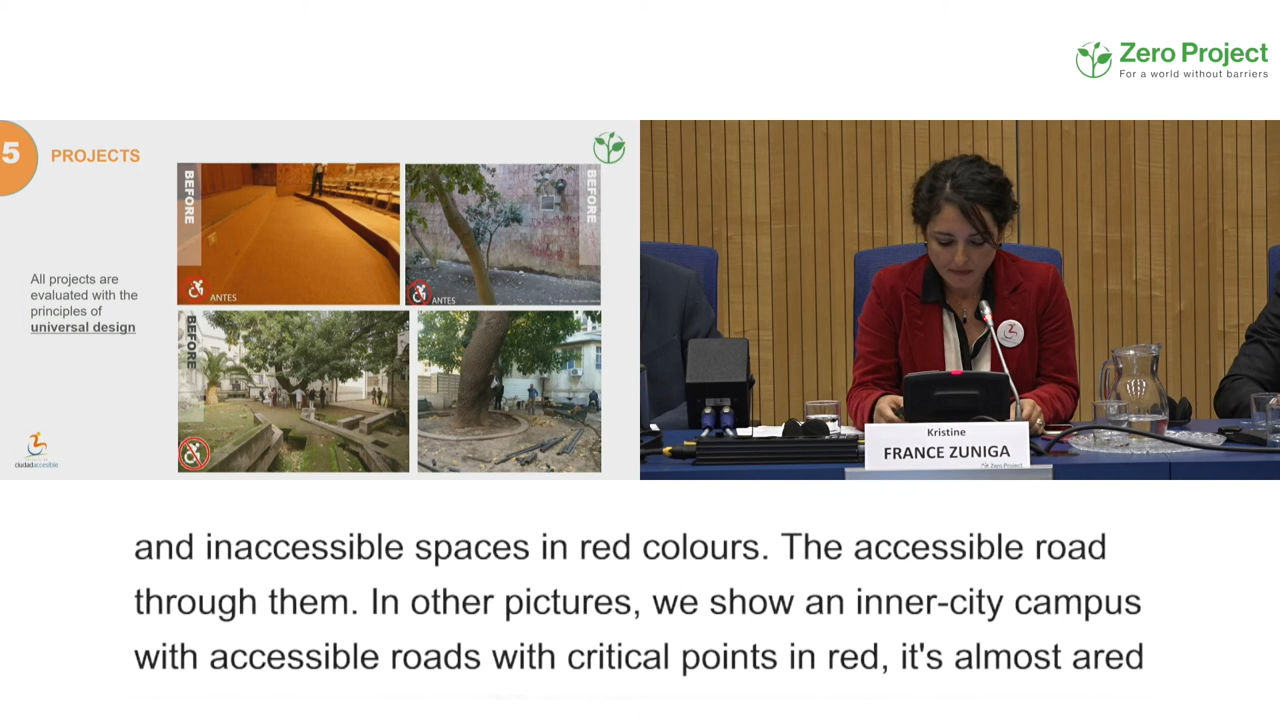 Zero Project
For a world without barriers
5
PROJECTS
All projects are
evaluated with the
principles of
universal design
BEFORE
ANTES
BEFORE
ANTES
BEFORE
ciudadaccesible
Kristine
FRANCE ZUNIGA
Zero Project
and inaccessible spaces in red colours. The accessible road
through them. In other pictures, we show an inner-city campus
with accessible roads with critical points in red, it's almost ared